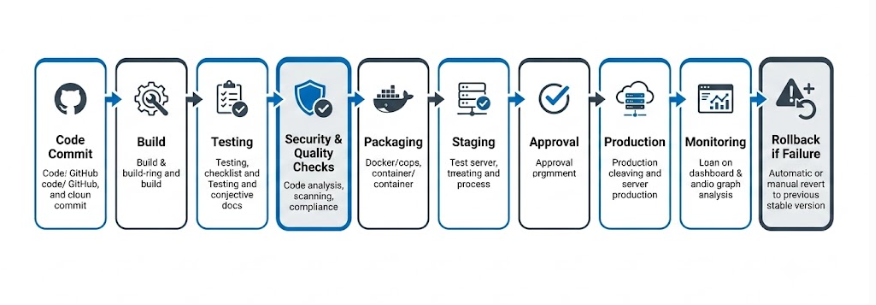 Code
Commit
Code/ GitHub
code/ GitHub,
and cloun
commit
Build
Build &
build-ring and
build
Testing
Testing,
checklist and
Testing and
conjective
docs
Security &
Quality
Checks
Code analysis,
scanning,
compliance
Packaging
Docker/cops,
container/
container
Staging
Test server,
treating and
process
Approval
Approval
prgmment
Production
Production
cleaving and
server
production
Monitoring
Loan on
dashboard &
andio graph
analysis
Rollback
if Failure
Automatic or
manual revert
to previous
stable version